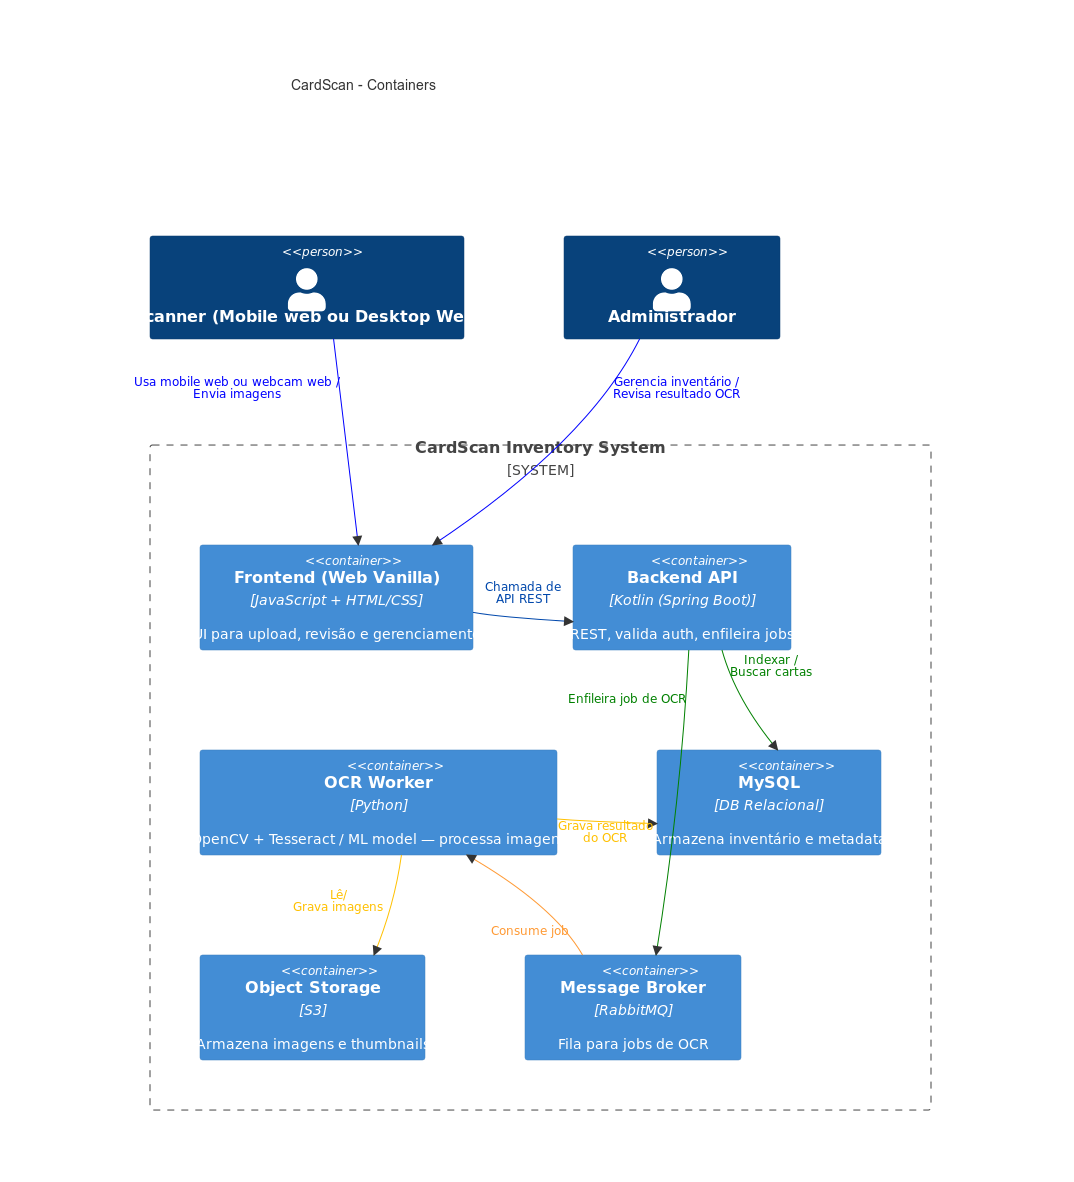 CardScan - Containers
<<person>>
canner (Mobile web ou Desktop We
<<person>>
Administrador
Usa mobile web ou webcam web /
Envia imagens
Gerencia inventário /
Revisa resultado OCR
CardScan Inventory System
[SYSTEM]
<<container>>
Frontend (Web Vanilla)
[JavaScript + HTML/CSS]
UI para upload, revisão e gerenciament
Chamada de
API REST
<<container>>
Backend API
[Kotlin (Spring Boot)]
REST, valida auth, enfileira jobs
Indexar /
Buscar cartas
Enfileira job de OCR
<<container>>
OCR Worker
[Python]
OpenCV + Tesseract / ML model — processa imagen
Grava resultado
do OCR
<<container>>
MySQL
[DB Relacional]
Armazena inventário e metadata
Lê/
Grava imagens
Consume job
<<container>>
Object Storage
[S3]
Armazena imagens e thumbnails
<<container>>
Message Broker
[RabbitMQ]
Fila para jobs de OCR